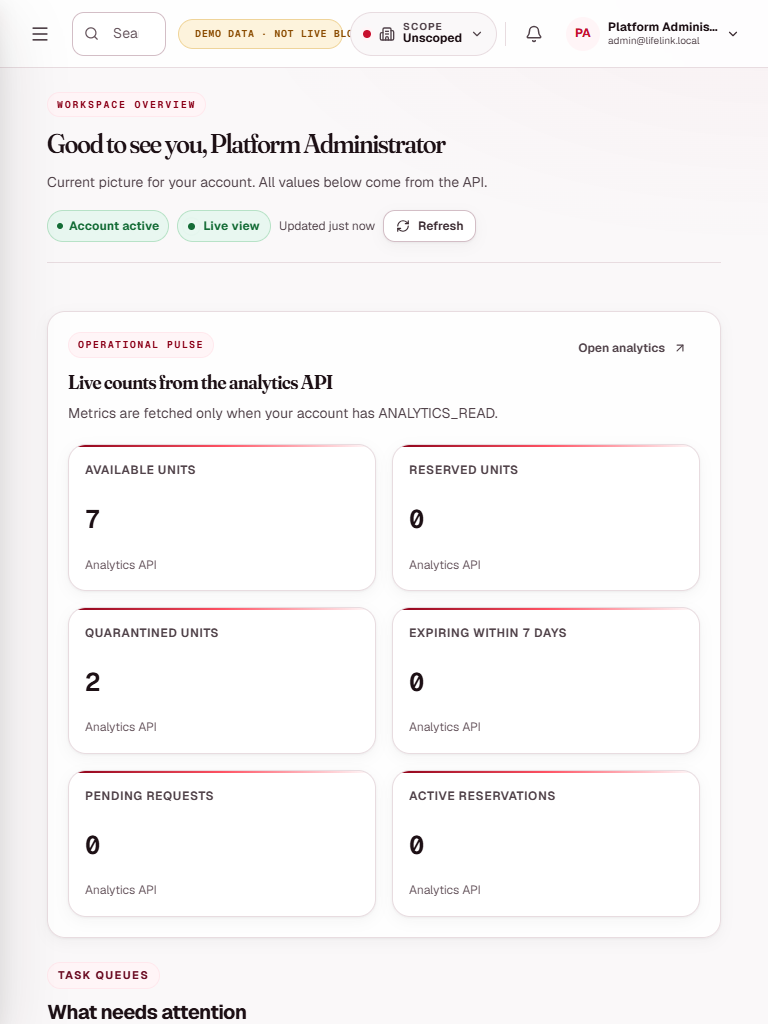 Sea
DEMO DATA · NOT LIVE BLO
SCOPE
Unscoped
PA
Platform Adminis...
admin@lifelink.local
WORKSPACE OVERVIEW
Good to see you, Platform Administrator
Current picture for your account. All values below come from the API.
Account active
Live view
Updated just now
Refresh
OPERATIONAL PULSE
Open analytics
Live counts from the analytics API
Metrics are fetched only when your account has ANALYTICS_READ.
AVAILABLE UNITS
7
Analytics API
RESERVED UNITS
0
Analytics API
QUARANTINED UNITS
2
Analytics API
EXPIRING WITHIN 7 DAYS
0
Analytics API
PENDING REQUESTS
0
Analytics API
ACTIVE RESERVATIONS
0
Analytics API
TASK QUEUES
What needs attention